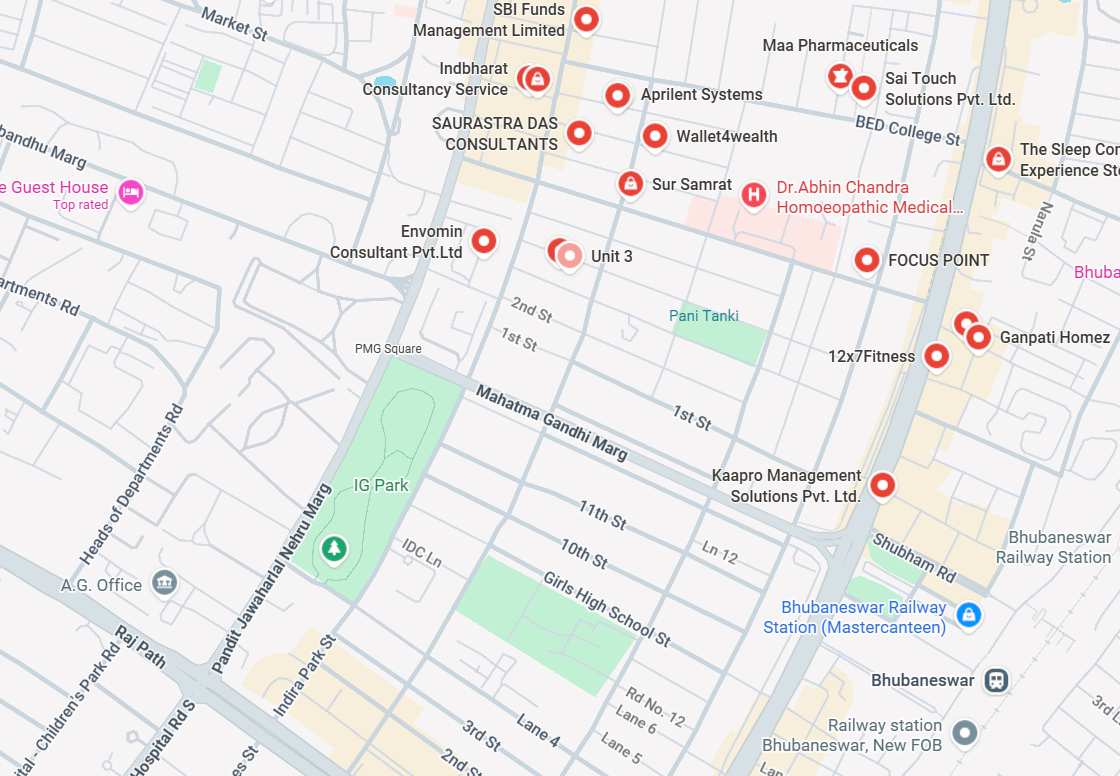 SBI Funds
Management Limited
Market St
Maa Pharmaceuticals
Indbharat
Consultancy Service
Sai Touch
Solutions Pvt. Ltd.
Aprilent Systems
SAURASTRA DAS
CONSULTANTS
BED College St
Wallet4wealth
bandhu Marg
The Sleep Com
Experience Sto
e Guest House
Top rated
Sur Samrat
Dr.Abhin Chandra
Homoeopathic Medical...
Narula St
Envomin
Consultant Pvt.Ltd
Unit 3
FOCUS POINT
Bhuba
artments Rd
2nd St
Pani Tanki
1st St
Ganpati Homez
PMG Square
12x7Fitness
Mahatma Gandhi Marg
1st St
Heads of Departments Rd
IG Park
Kaapro Management
Solutions Pvt. Ltd.
Pandit Jawaharlal Nehru Marg
11th St
10th St
Ln 12
IDC Ln
Shubham Rd
Bhubaneswar
Railway Station
A.G. Office
Girls High School St
Bhubaneswar Railway
Station (Mastercanteen)
Raj Path
Indira Park St
Bhubaneswar
ital - Children's Park Rd
Hospital Rd S
Rd No. 12
Lane 6
Lane 4
Lane 5
3rd St
3rd L
Railway station
Bhubaneswar, New FOB
es St
2nd St
Lan